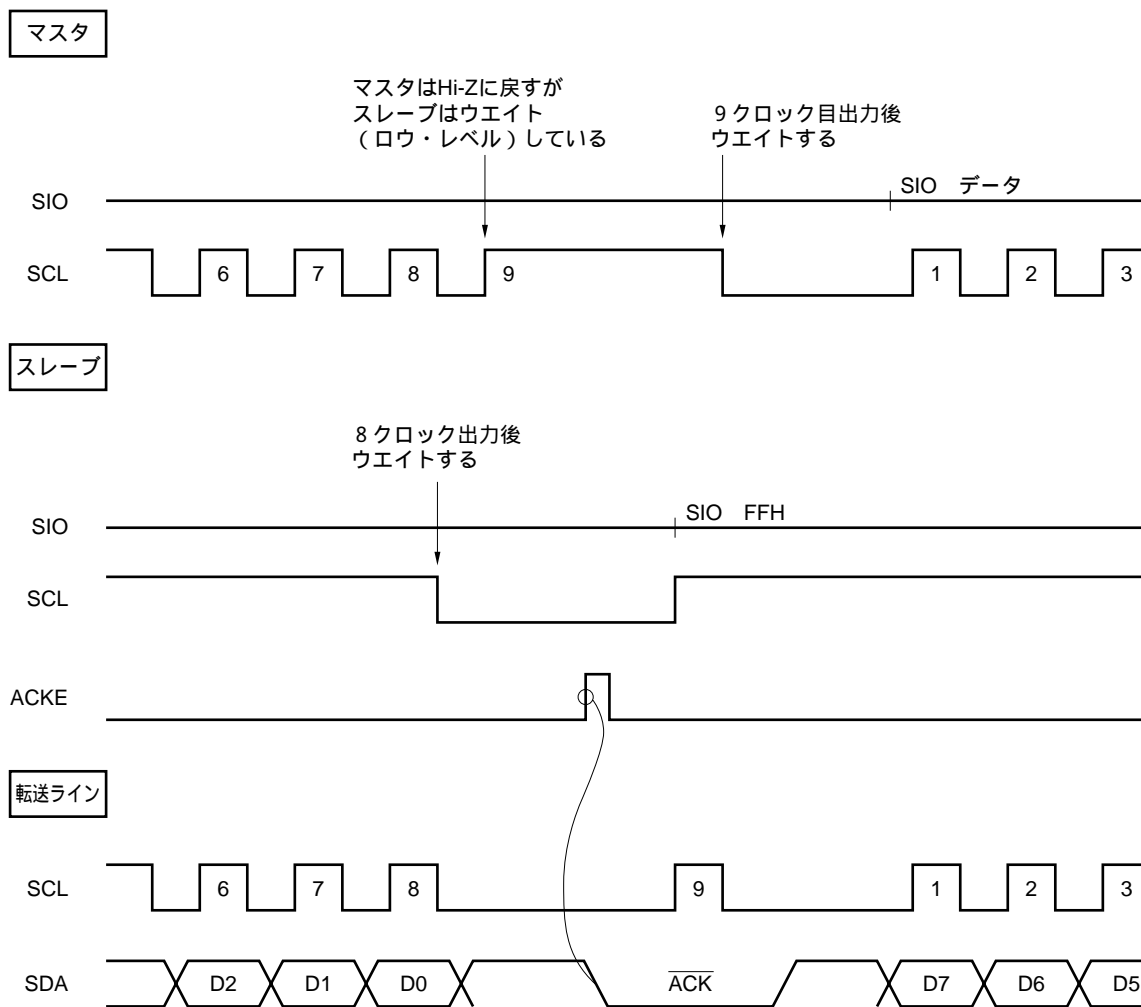 マスタ
マスタはHi-Zに戻すが
スレーブはウエイト
(ロウ・レベル)している
9クロック目出力後
ウエイトする
SIO
SIO データ
SCL
6 7 8 9 1 2 3
スレーブ
8クロック出力後
ウエイトする
SIO
SIO FFH
SCL
ACKE
転送ライン
SCL
6 7 8 9 1 2 3
SDA
D2 D1 D0 ACK D7 D6 D5